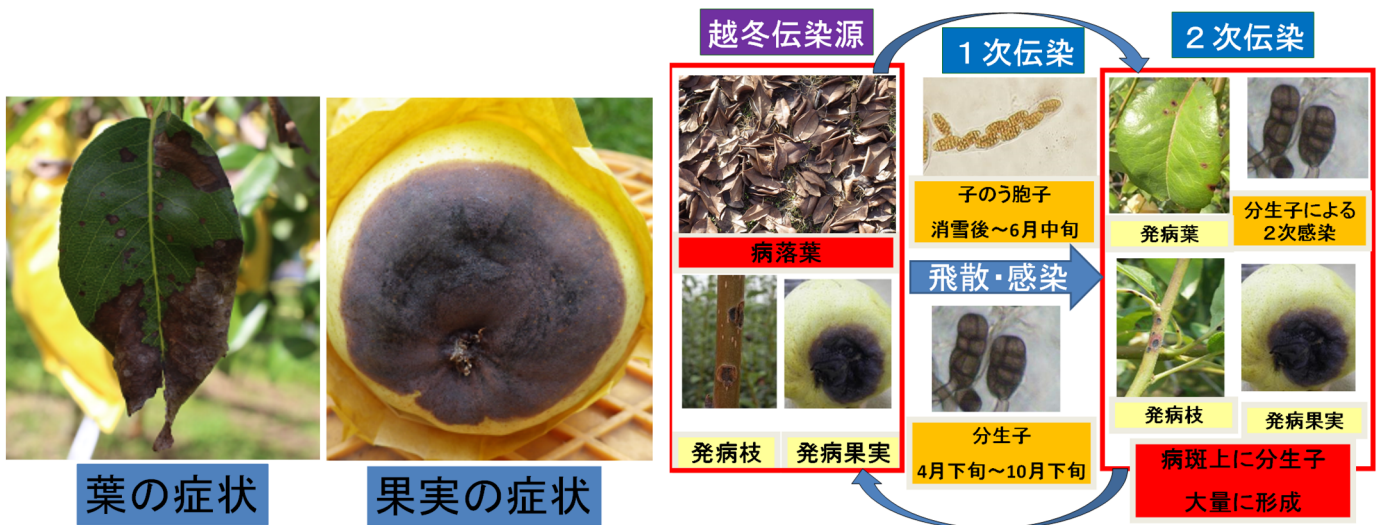 葉の症状
果実の症状
越冬伝染源
病落葉
発病枝
発病果実
1次伝染
子のう胞子
消雪後～6月中旬
飛散・感染
分生子
4月下旬～10月下旬
２次伝染
発病葉
分生子による
２次感染
発病枝
発病果実
病斑上に分生子
大量に形成